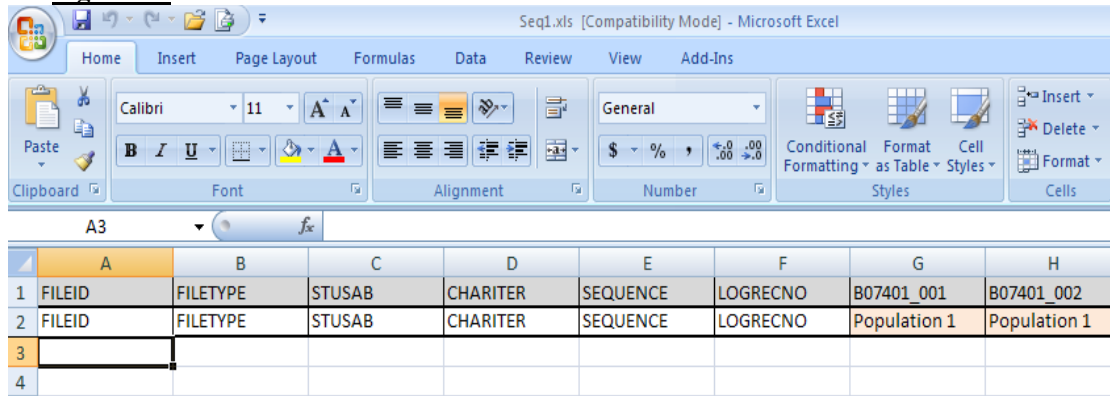 Seq1.xls [Compatibility Mode] - Microsoft Excel
Home Insert Page Layout Formulas Data Review View Add-Ins
Calibri 11 A A General Insert
Paste B I U A $ % , .0 .00 .00 .0 Conditional Formatting Format as Table Cell Styles Delete
Format
Clipboard Font Alignment Number Styles Cells
A3 fx
A B C D E F G H
1 FILEID FILETYPE STUSAB CHARITER SEQUENCE LOGRECNO B07401_001 B07401_002
2 FILEID FILETYPE STUSAB CHARITER SEQUENCE LOGRECNO Population 1 Population 1
3
4